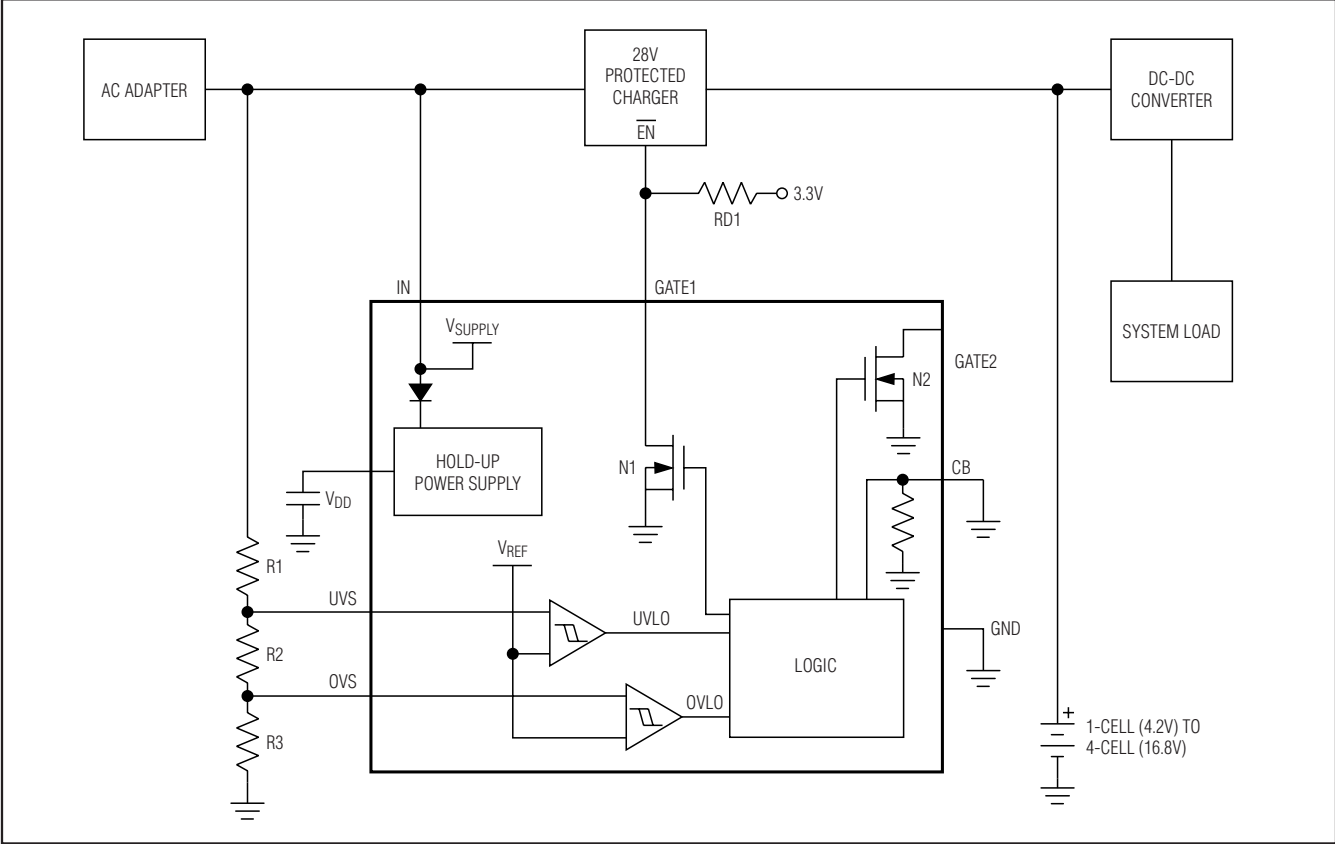 AC ADAPTER
28V
PROTECTED
CHARGER
EN
DC-DC
CONVERTER
3.3V
RD1
IN
GATE1
VSUPPLY
SYSTEM LOAD
GATE2
N2
HOLD-UP
POWER SUPPLY
N1
CB
VDD
VREF
R1
UVS
UVLO
GND
R2
LOGIC
OVS
OVLO
R3
+
1-CELL (4.2V) TO
4-CELL (16.8V)